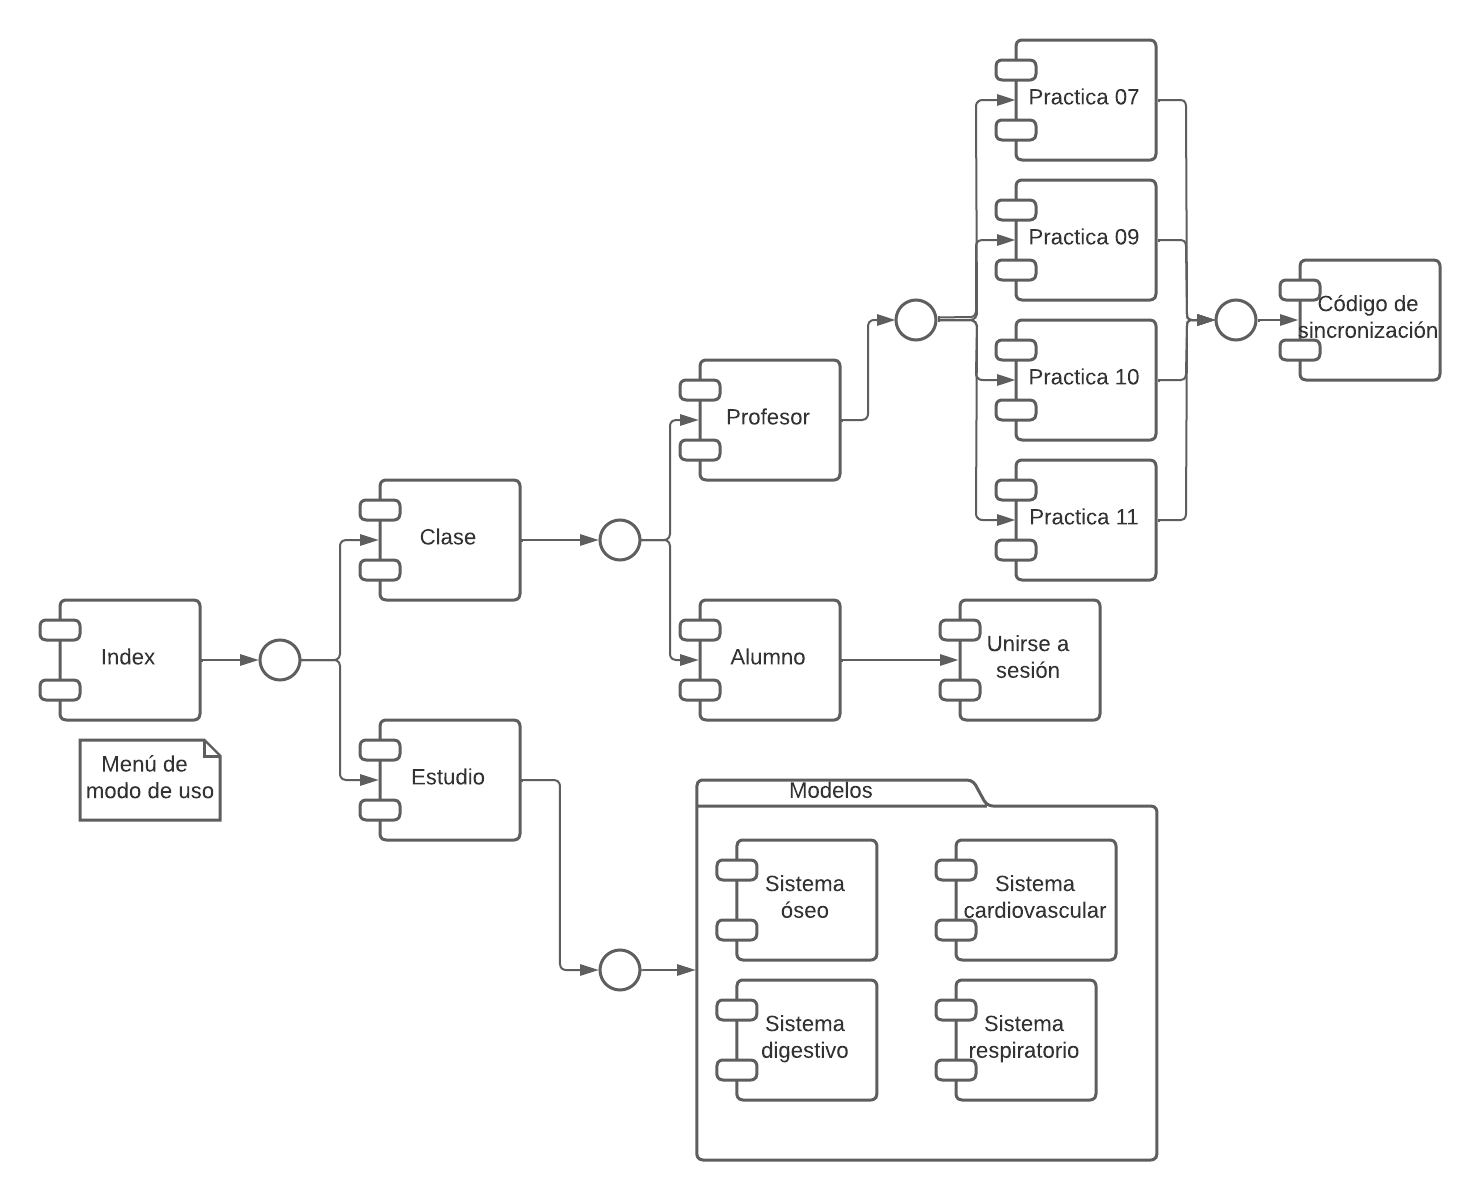 Practica 07
Practica 09
Código de
sincronización
Practica 10
Profesor
Practica 11
Clase
Index
Alumno
Unirse a
sesión
Menú de
modo de uso
Estudio
Modelos
Sistema
óseo
Sistema
cardiovascular
Sistema
digestivo
Sistema
respiratorio